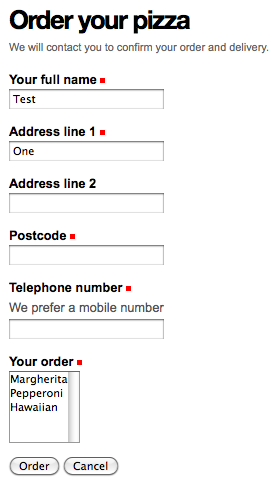 Order your pizza
We will contact you to confirm your order and delivery.
Your full name
Test
Address line 1
One
Address line 2
Postcode
Telephone number
We prefer a mobile number
Your order
Margherita
Pepperoni
Hawaiian
Order Cancel